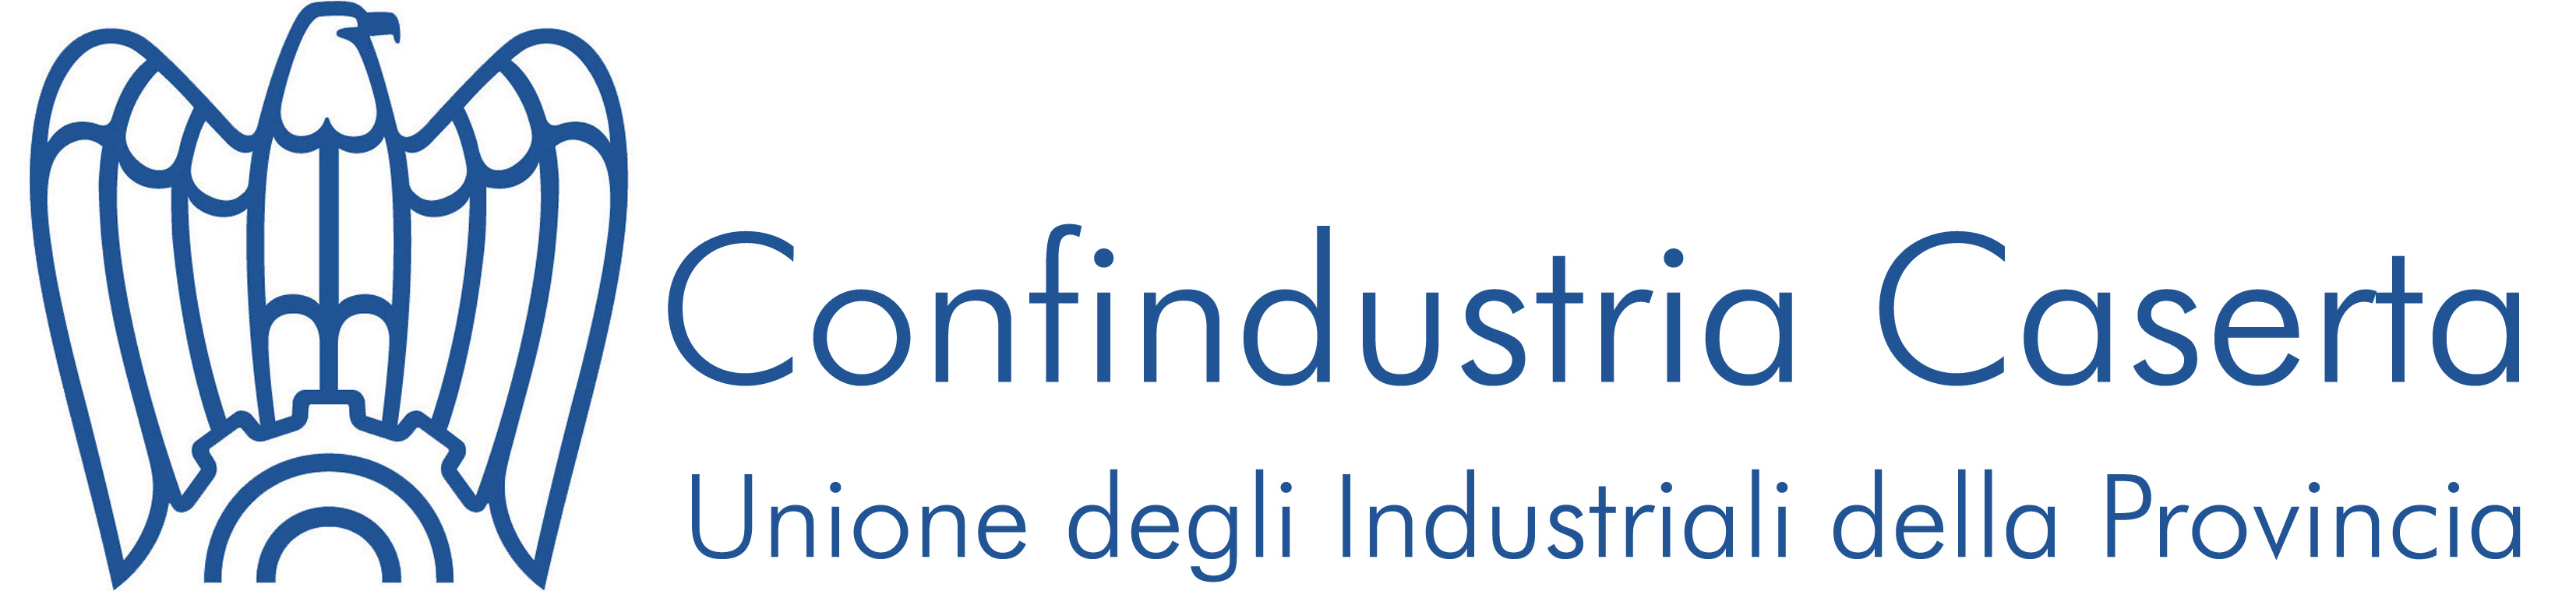 Confindustria Caserta
Unione degli Industriali della Provincia